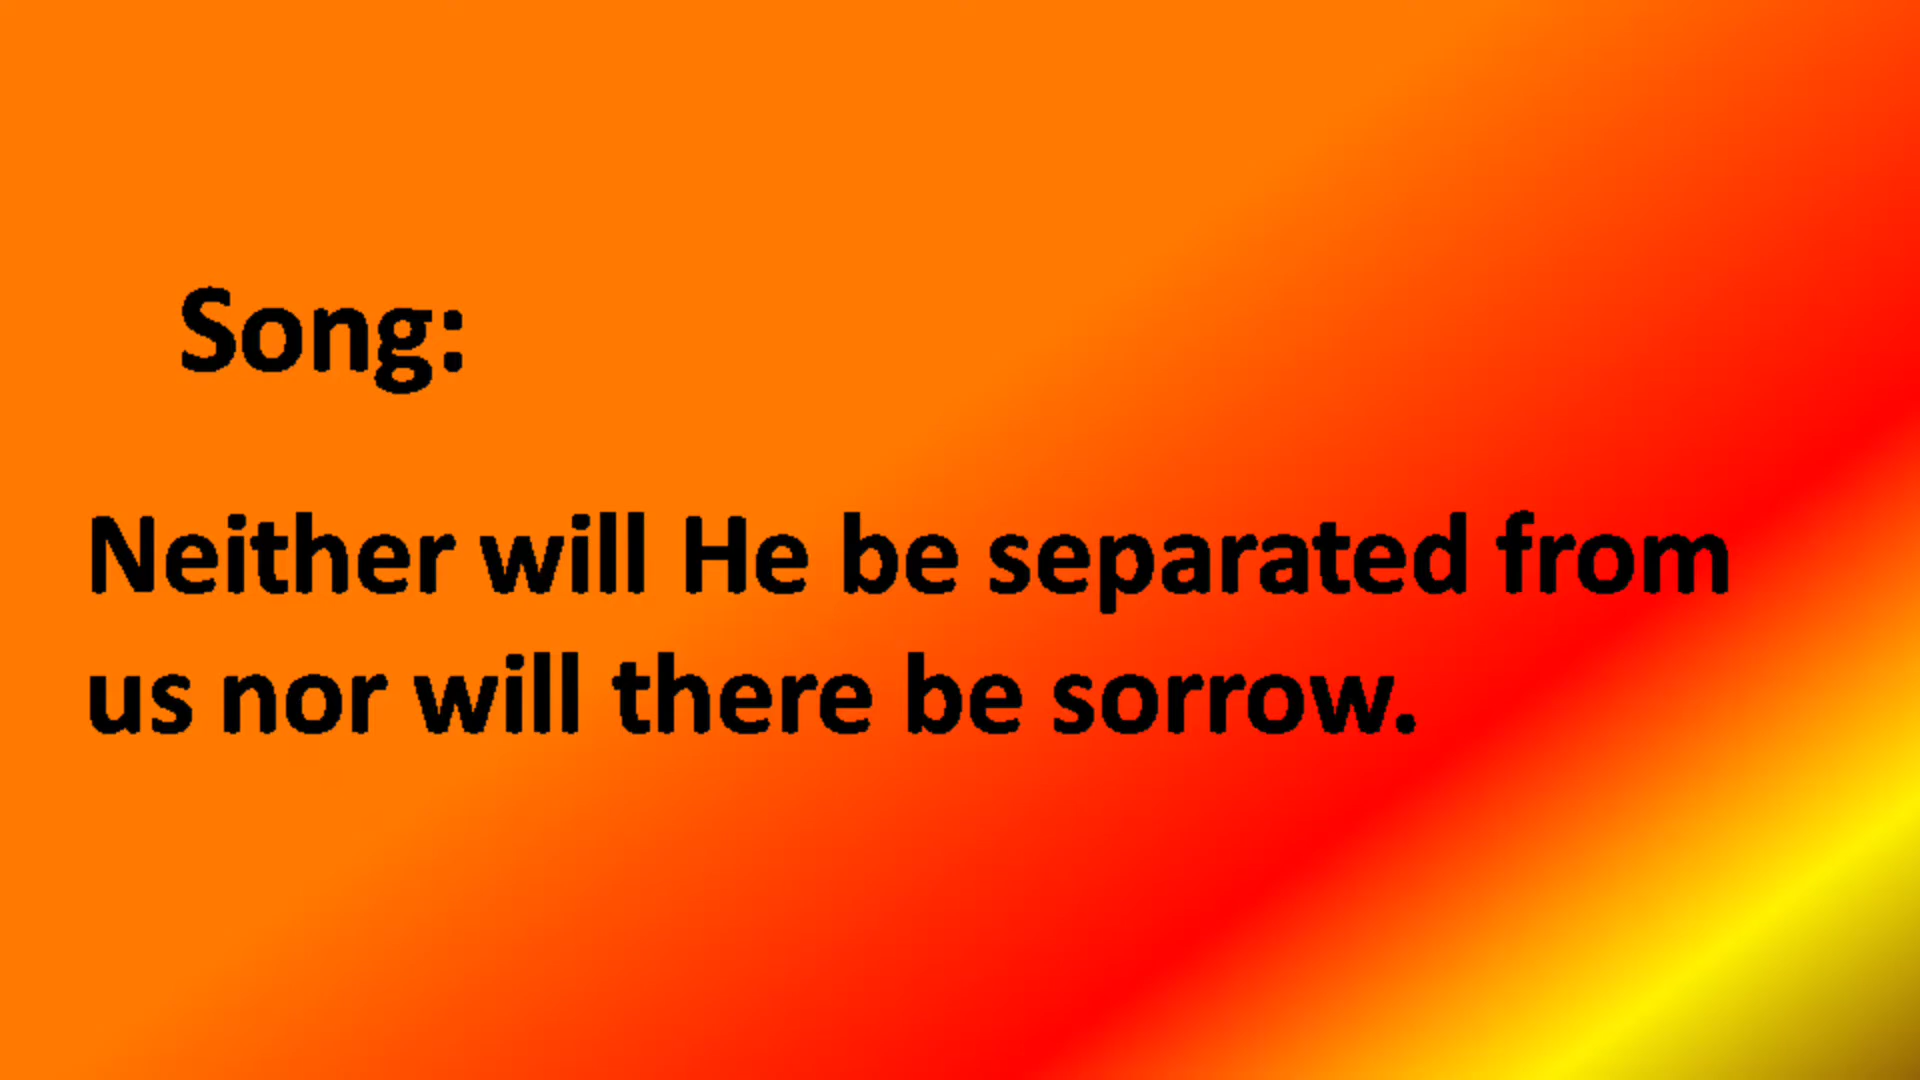 Song:
Neither will He be separated from
us nor will there be sorrow.